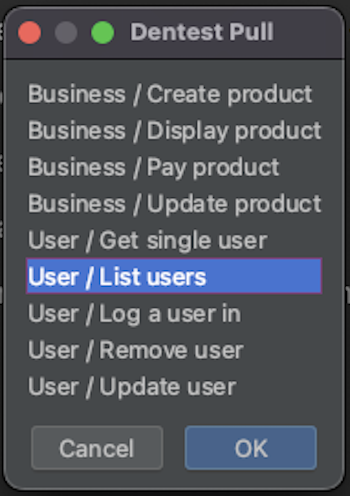 Dentest Pull
Business / Create product
Business / Display product
Business / Pay product
Business / Update product
User / Get single user
User / List users
User / Log a user in
User / Remove user
User / Update user
Cancel
OK